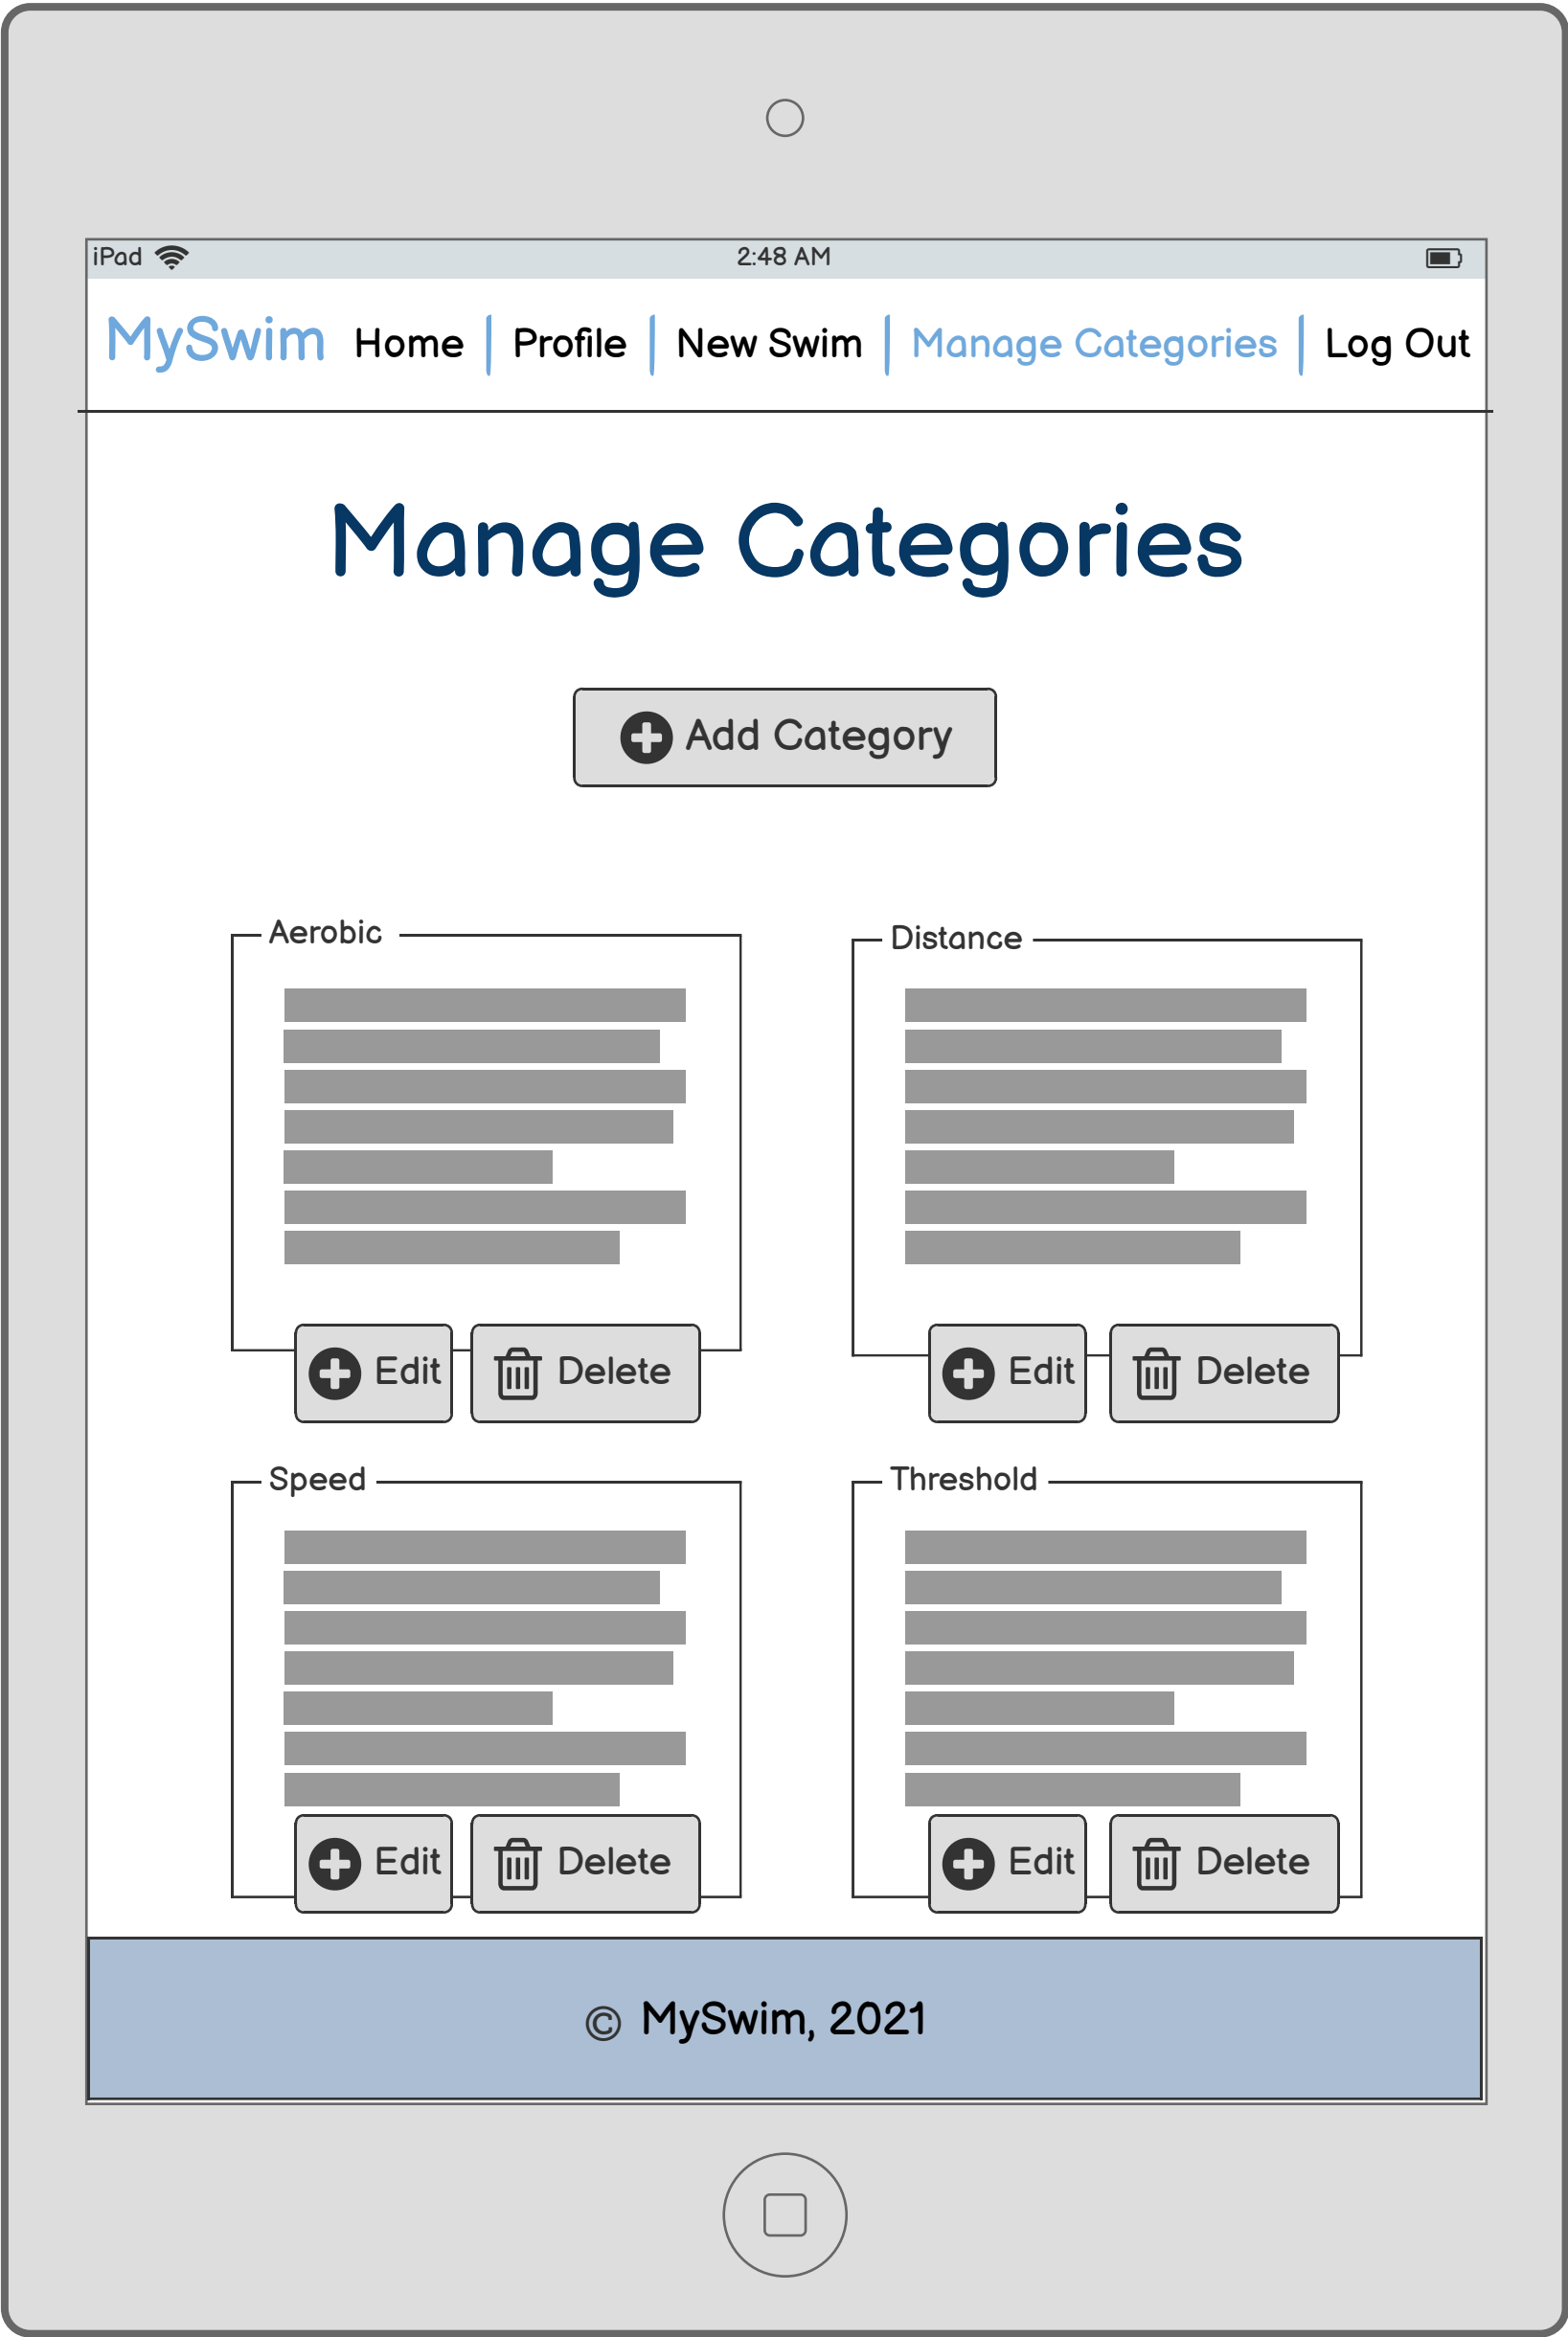 iPad 2:48 AM
MySwim Home Profile New Swim Manage Categories Log Out
Manage Categories
Add Category
Aerobic
Distance
Edit Delete
Edit Delete
Speed
Threshold
Edit Delete
Edit Delete
© MySwim, 2021